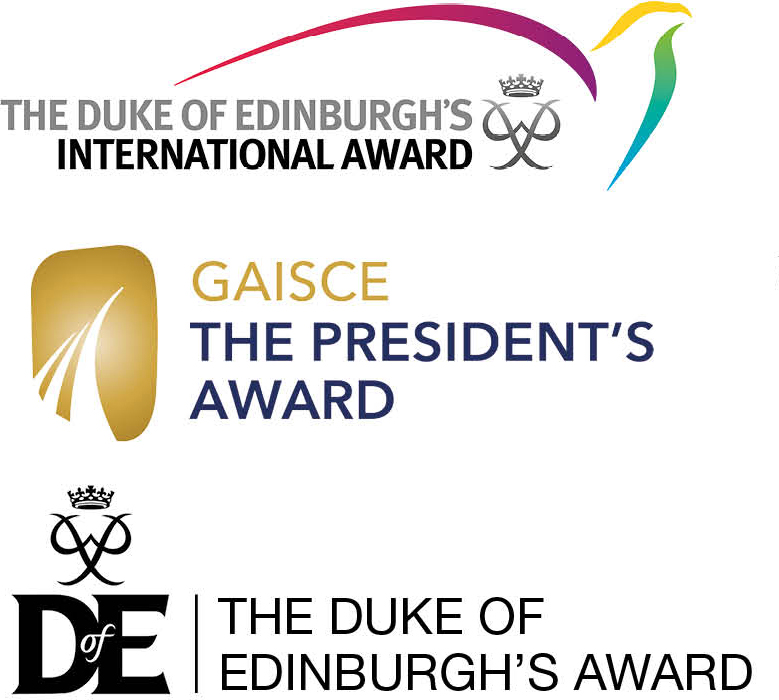 THE DUKE OF EDINBURGH'S
INTERNATIONAL AWARD
GAISCE
THE PRESIDENT'S
AWARD
DofE
THE DUKE OF
EDINBURGH'S AWARD